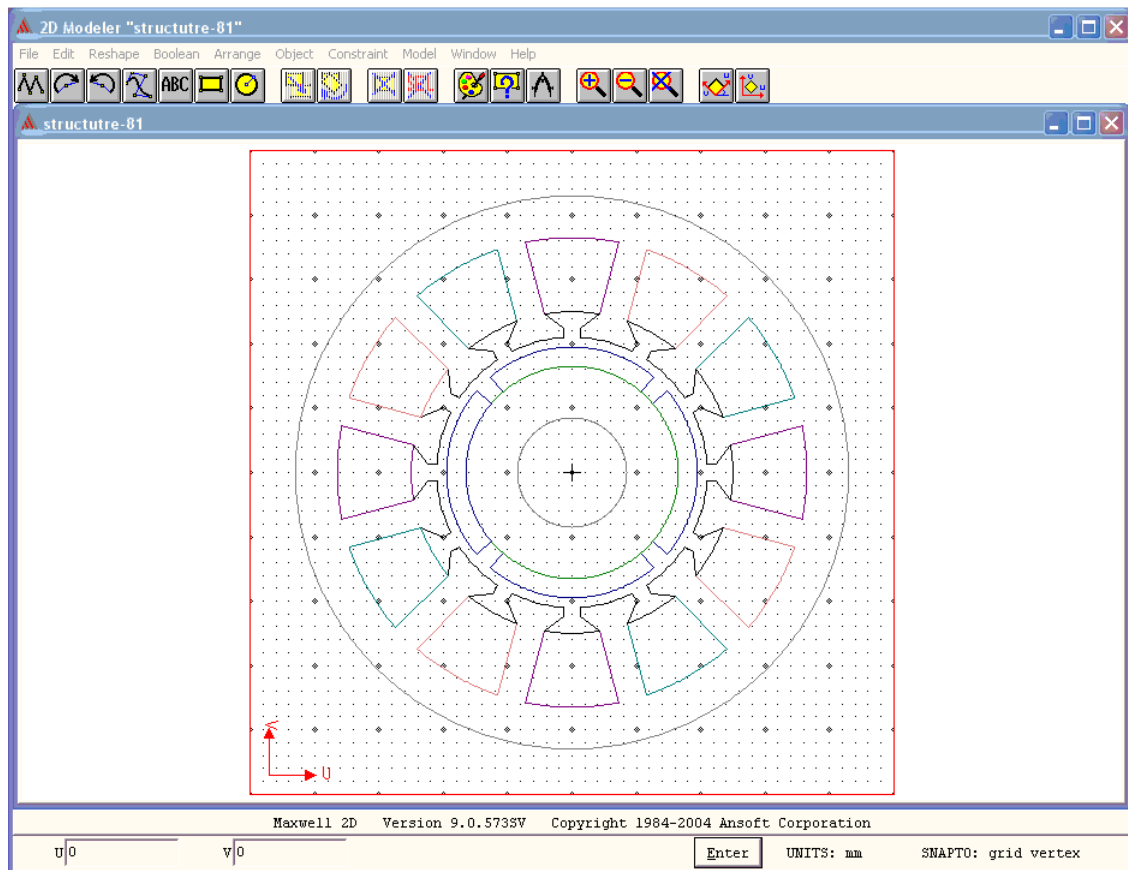 2D Modeler "structutre-81"
File Edit Reshape Boolean Arrange Object Constraint Model Window Help
ABC
structutre-81
V
U
Maxwell 2D Version 9.0.573SV Copyright 1984-2004 Ansoft Corporation
U 0 V 0 Enter UNITS: mm SNAPTO: grid vertex